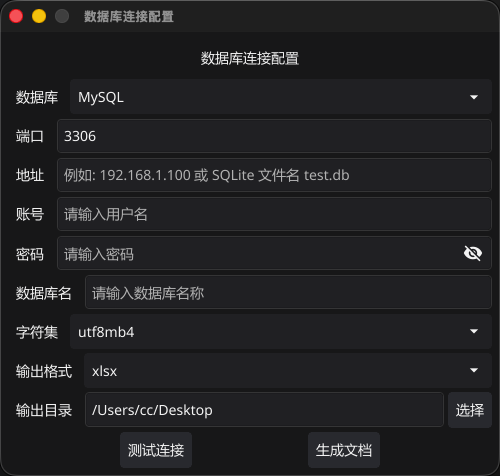 数据库连接配置
数据库连接配置
数据库 MySQL
端口 3306
地址 例如: 192.168.1.100 或 SQLite 文件名 test.db
账号 请输入用户名
密码 请输入密码
数据库名 请输入数据库名称
字符集 utf8mb4
输出格式 xlsx
输出目录 /Users/cc/Desktop 选择
测试连接 生成文档